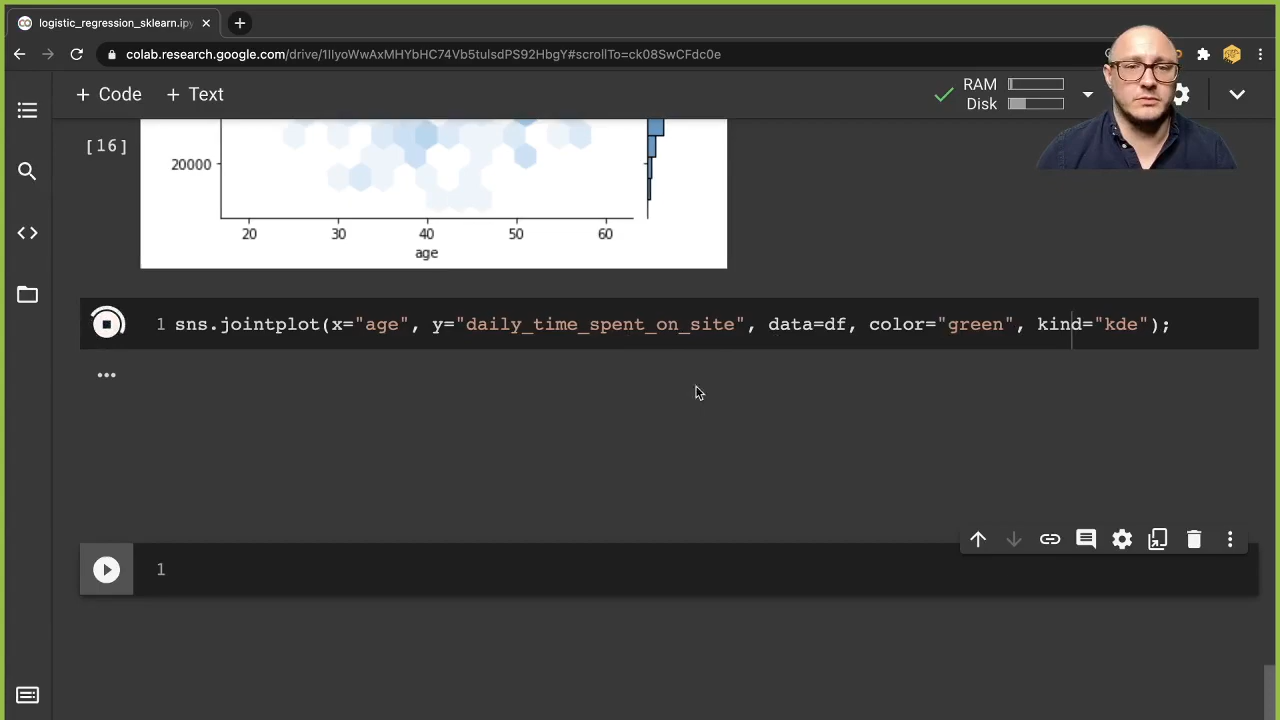 logistic_regression_sklearn.ipy
colab.research.google.com/drive/1IlyoWwAxMHYbHC74Vb5tulsdPS92HbgY#scrollTo=ck08SwCFdc0e
+ Code + Text
RAM
Disk
[16]
20000
20 30 40 50 60
age
1 sns.jointplot(x="age", y="daily_time_spent_on_site", data=df, color="green", kind="kde");
1